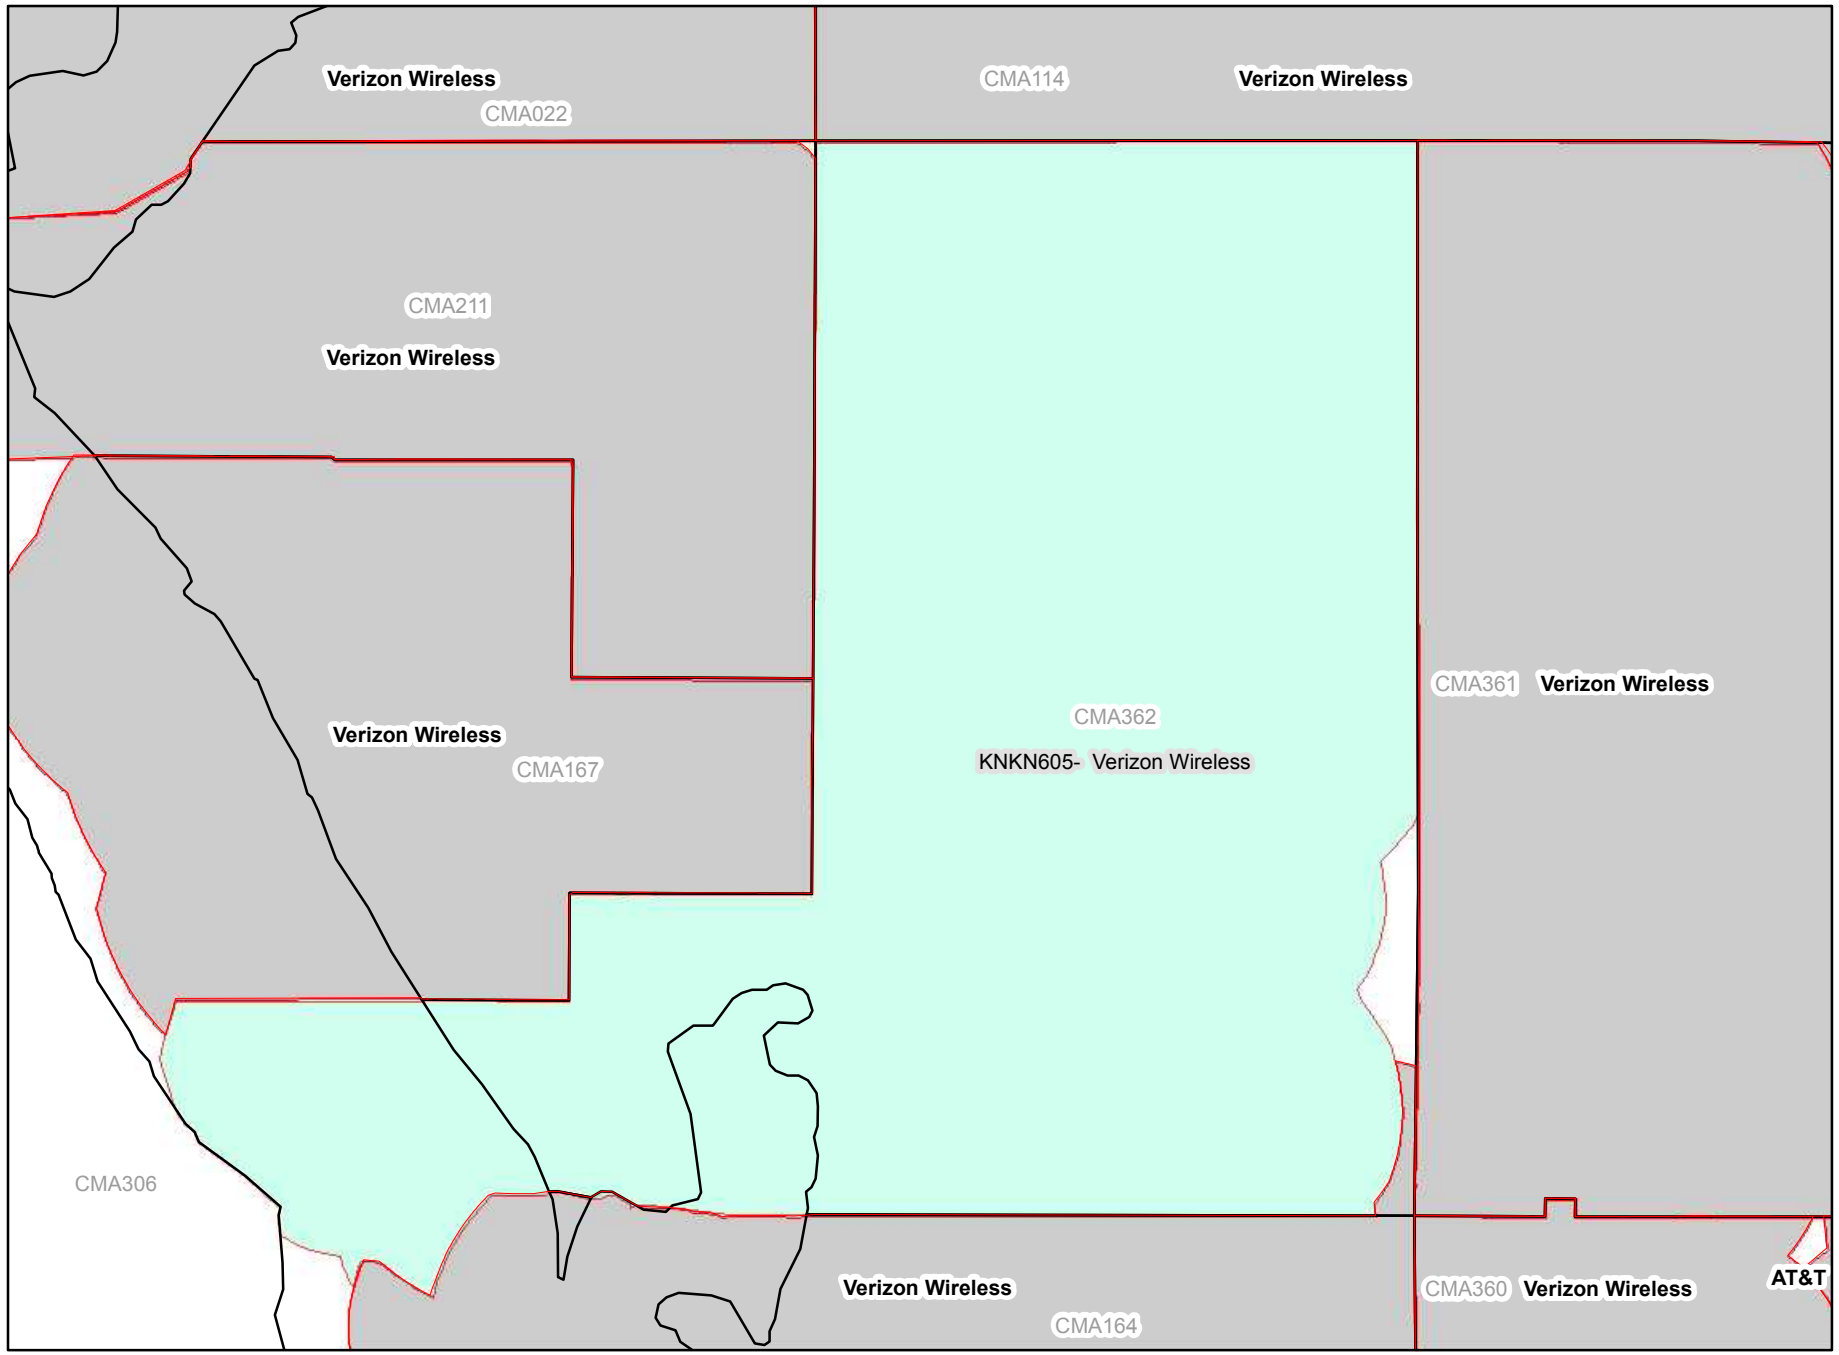 Verizon Wireless
CMA022
CMA114
Verizon Wireless
CMA211
Verizon Wireless
CMA361
Verizon Wireless
CMA362
Verizon Wireless
CMA167
KNKN605- Verizon Wireless
CMA306
Verizon Wireless
CMA164
CMA360
Verizon Wireless
AT&T